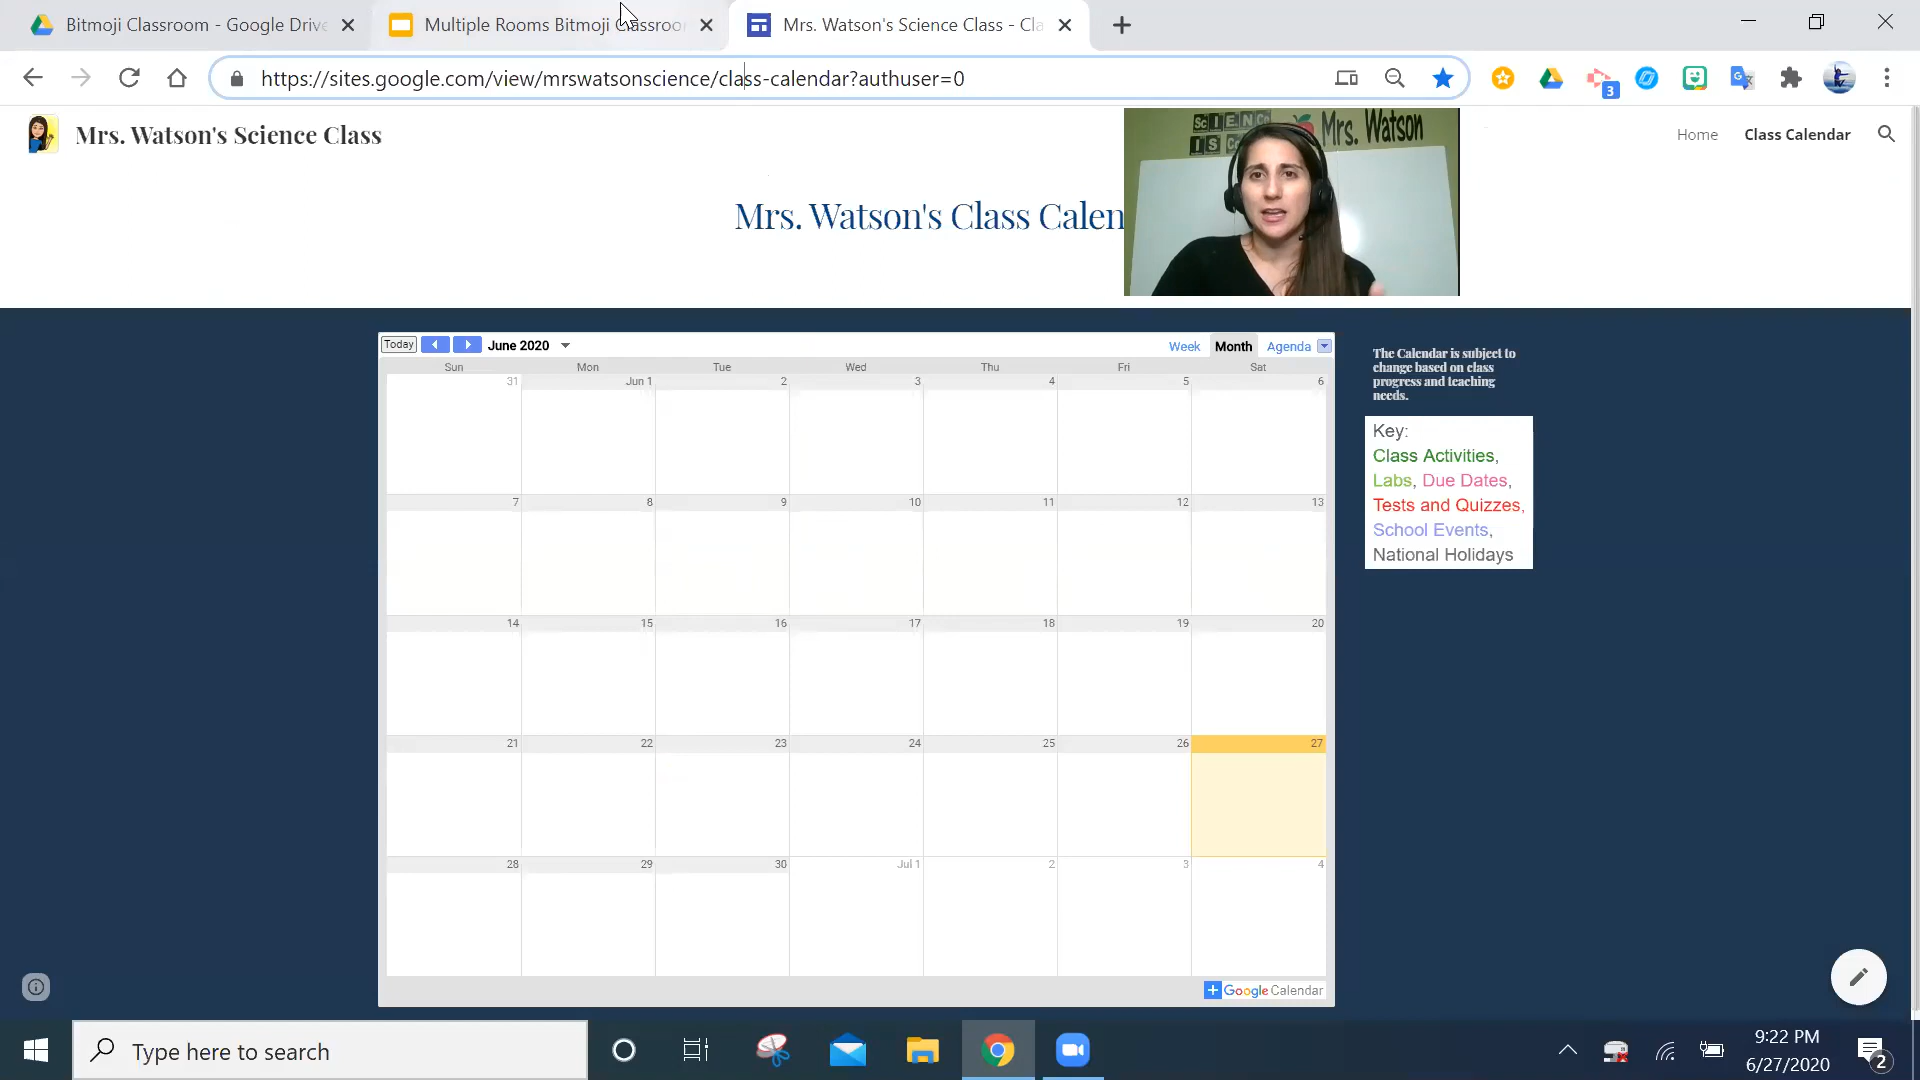 Bitmoji Classroom - Google Drive
Multiple Rooms Bitmoji Classroom
Mrs. Watson's Science Class - Cla
https://sites.google.com/view/mrswatsonscience/class-calendar?authuser=0
3
Mrs. Watson's Science Class
Home
Class Calendar
SCIENC
IS C
Mrs. Watson
Mrs. Watson's Class Calen
Today
June 2020
Week
Month
Agenda
Sun Mon Tue Wed Thu Fri Sat
31 Jun 1 2 3 4 5 6
7 8 9 10 11 12 13
14 15 16 17 18 19 20
21 22 23 24 25 26 27
28 29 30 Jul 1 2 3 4
Google Calendar
The Calendar is subject to
change based on class
progress and teaching
needs.
Key:
Class Activities,
Labs, Due Dates,
Tests and Quizzes,
School Events,
National Holidays
Type here to search
9:22 PM
6/27/2020
2